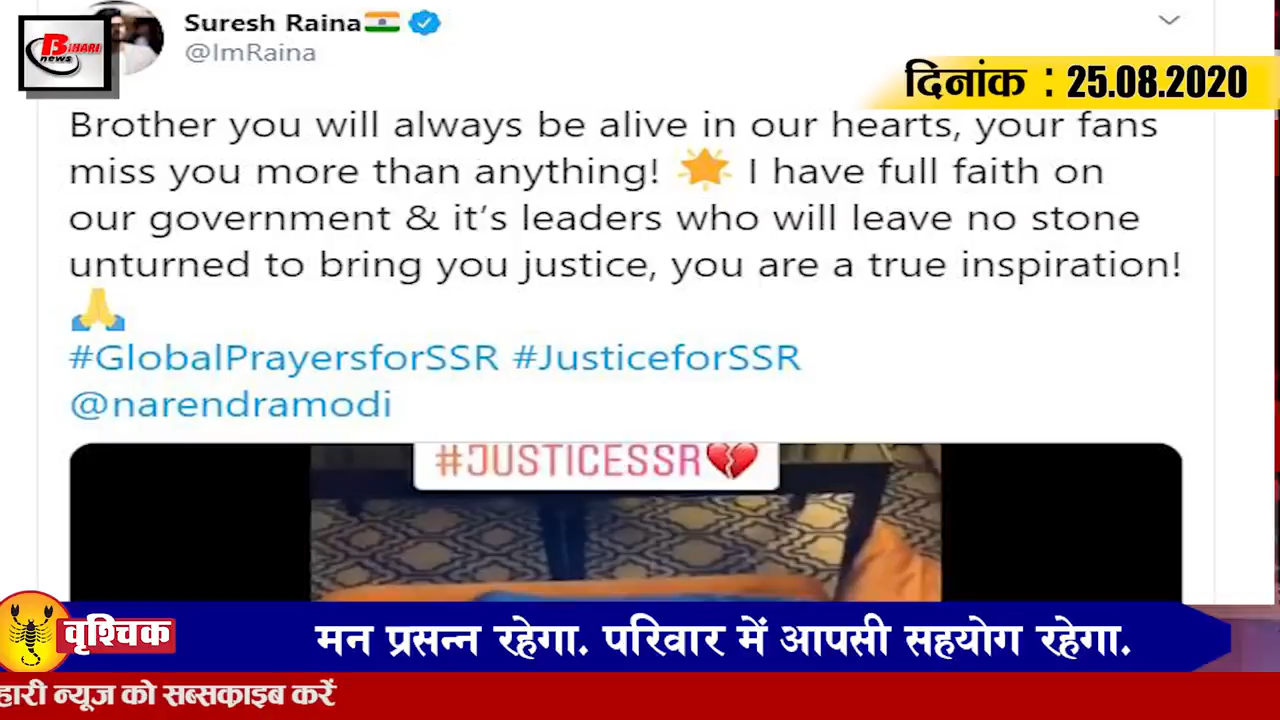 Suresh Raina🇮🇳
@ImRaina
BIHARI
news
दिनांक : 25.08.2020
Brother you will always be alive in our hearts, your fans
miss you more than anything! 🌟 I have full faith on
our government & it's leaders who will leave no stone
unturned to bring you justice, you are a true inspiration!
🙏
#GlobalPrayersforSSR #JusticeforSSR
@narendramodi
#JUSTICESSR💔
वृश्चिक
मन प्रसन्न रहेगा. परिवार में आपसी सहयोग रहेगा.
हारी न्यूज को सब्सक्राइब करें